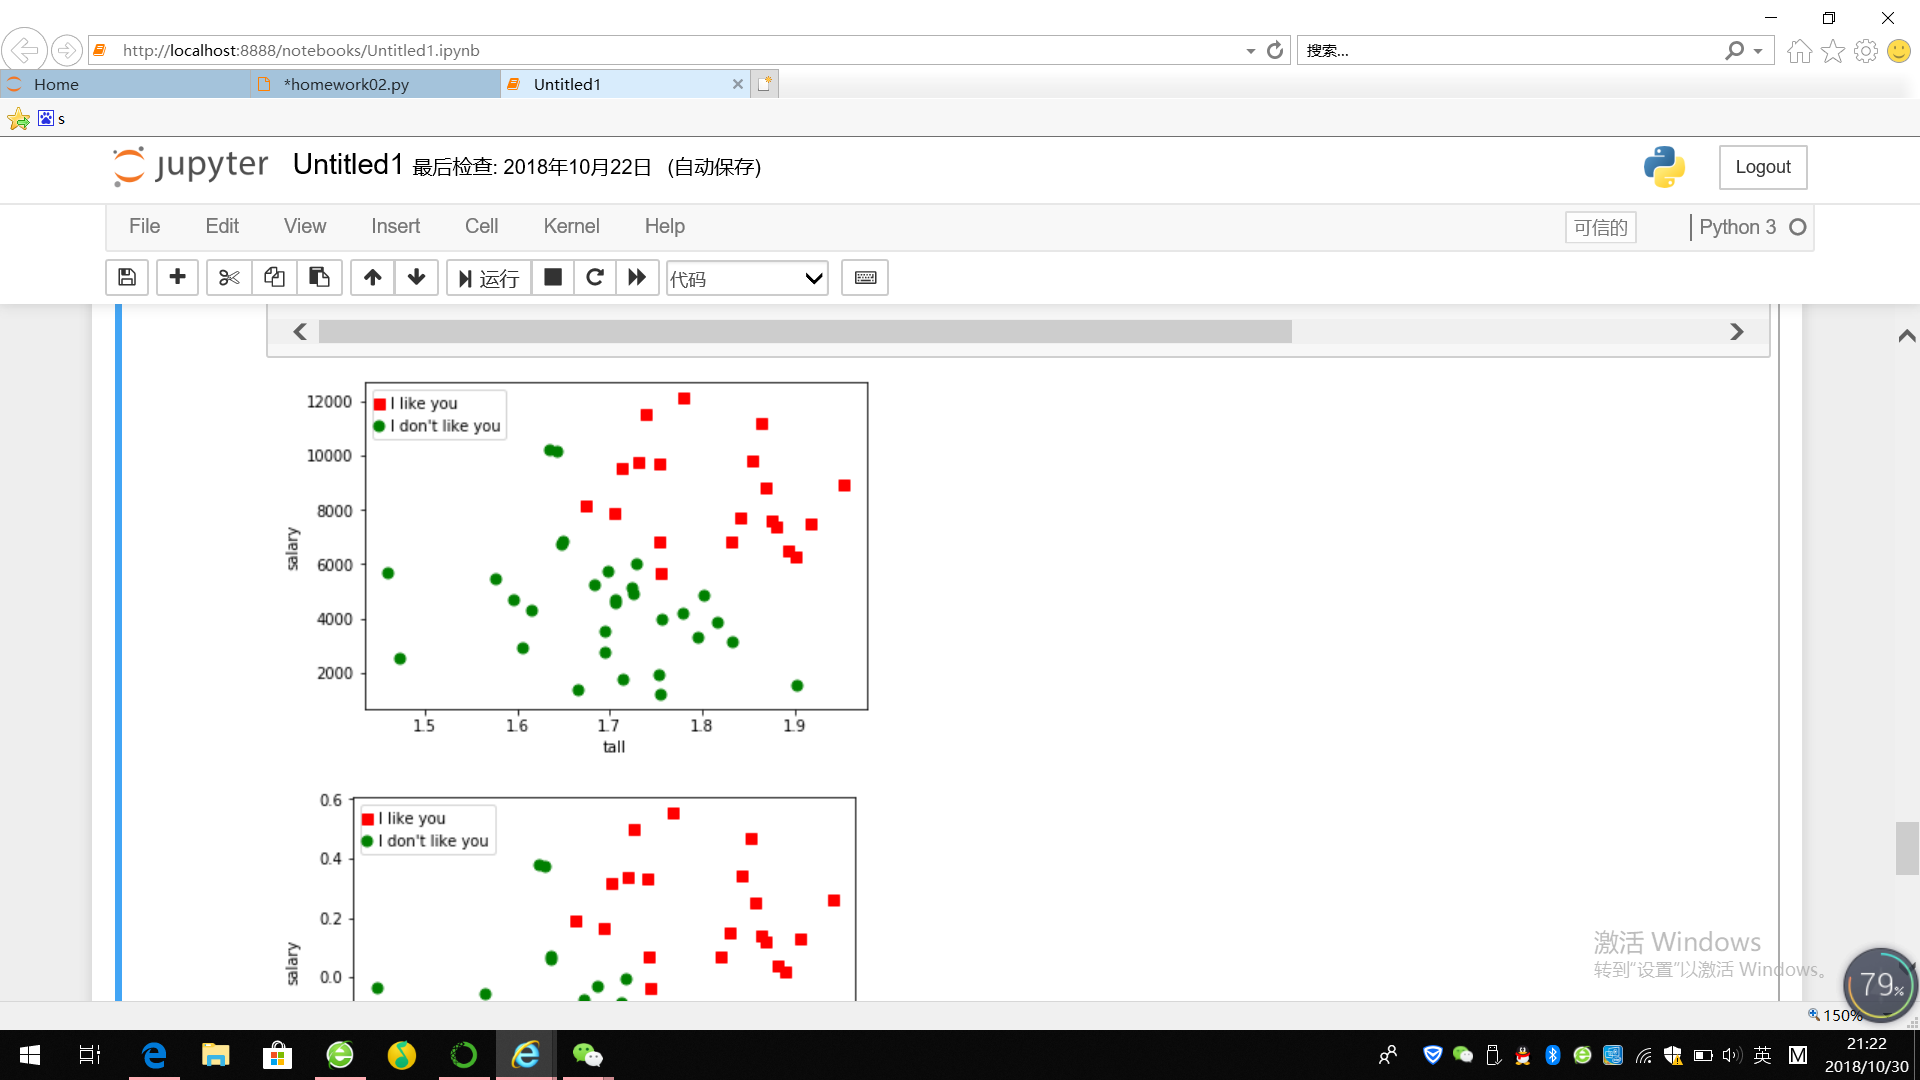 http://localhost:8888/notebooks/Untitled1.ipynb
搜索...
Home
*homework02.py
Untitled1
s
jupyter
Untitled1 最后检查: 2018年10月22日 (自动保存)
Logout
File Edit View Insert Cell Kernel Help
可信的
Python 3
运行
代码
12000
10000
8000
6000
4000
2000
salary
I like you
I don't like you
1.5 1.6 1.7 1.8 1.9
tall
0.6
0.4
0.2
0.0
salary
I like you
I don't like you
激活 Windows
转到“设置”以激活 Windows。
79%
150%
英
M
21:22
2018/10/30